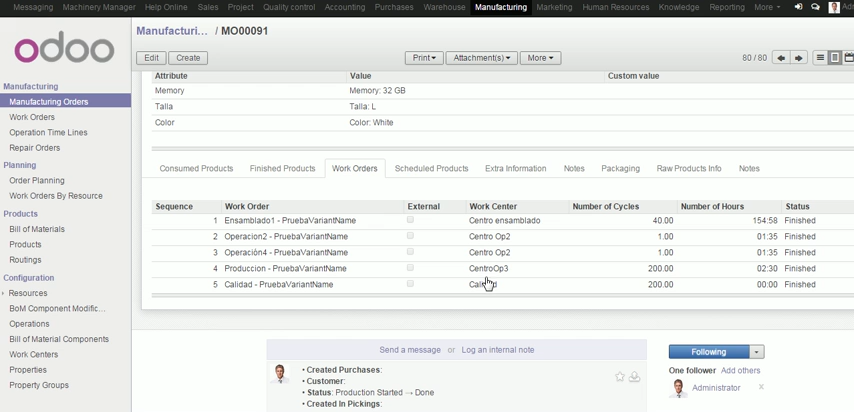 Messaging Machinery Manager Help Online Sales Project Quality control Accounting Purchases Warehouse Manufacturing Marketing Human Resources Knowledge Reporting More
odoo
Manufacturi... / MO00091
Edit Create Print Attachment(s) More 80 / 80
Manufacturing
Manufacturing Orders
Work Orders
Operation Time Lines
Repair Orders
Planning
Order Planning
Work Orders By Resource
Products
Bill of Materials
Products
Routings
Configuration
Resources
BoM Component Modific...
Operations
Bill of Material Components
Work Centers
Properties
Property Groups
Attribute Value Custom value
Memory Memory: 32 GB
Talla Talla: L
Color Color: White
Consumed Products Finished Products Work Orders Scheduled Products Extra Information Notes Packaging Raw Products Info Notes
Sequence Work Order External Work Center Number of Cycles Number of Hours Status
1 Ensamblado1 - PruebaVariantName Centro ensamblado 40.00 154:58 Finished
2 Operacion2 - PruebaVariantName Centro Op2 1.00 01:35 Finished
3 Operación4 - PruebaVariantName Centro Op2 1.00 01:35 Finished
4 Produccion - PruebaVariantName CentroOp3 200.00 02:30 Finished
5 Calidad - PruebaVariantName 200.00 00:00 Finished
Send a message or Log an internal note
• Created Purchases:
• Customer:
• Status: Production Started → Done
• Created In Pickings:
Following
One follower Add others
Administrator x